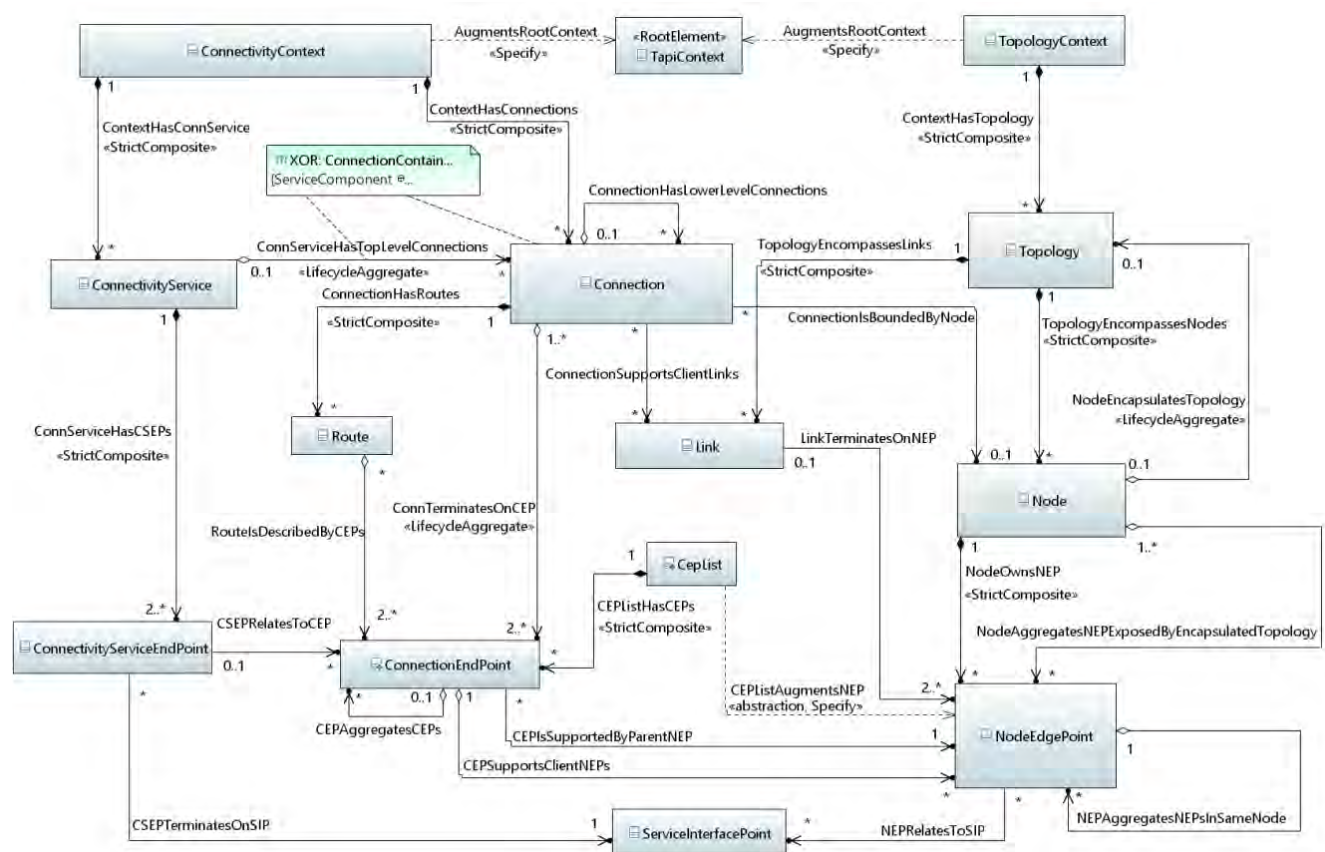 AugmentsRootContext
«Specify»
«RootElement»
TapiContext
AugmentsRootContext
«Specify»
ConnectivityContext
TopologyContext
1
1
1
ContextHasConnService
«StrictComposite»
ContextHasConnections
«StrictComposite»
ContextHasTopology
«StrictComposite»
XOR: ConnectionContain...
{ServiceComponent e...
ConnectionHasLowerLevelConnections
*
*
0..1
*
*
ConnServiceHasTopLevelConnections
0..1
«LifecycleAggregate»
*
TopologyEncompassesLinks
1
«StrictComposite»
Topology
0..1
ConnectivityService
Connection
1
ConnectionHasRoutes
«StrictComposite»
1
1..*
*
*
ConnectionIsBoundedByNode
1
TopologyEncompassesNodes
«StrictComposite»
ConnectionSupportsClientLinks
NodeEncapsulatesTopology
«LifecycleAggregate»
*
*
*
Route
Link
ConnServiceHasCSEPs
«StrictComposite»
*
LinkTerminatesOnNEP
0..1
0..1
*
0..1
Node
ConnTerminatesOnCEP
«LifecycleAggregate»
RouteIsDescribedByCEPs
1
1..*
1
CepList
NodeOwnsNEP
«StrictComposite»
CEPListHasCEPs
«StrictComposite»
2..*
CSEPRelatesToCEP
2..*
2..*
NodeAggregatesNEPExposedByEncapsulatedTopology
ConnectivityServiceEndPoint
0..1
*
ConnectionEndPoint
*
*
*
*
0..1
1
*
*
CEPListAugmentsNEP
«abstraction, Specify»
2..*
CEPAggregatesCEPs
CEPIsSupportedByParentNEP
1
NodeEdgePoint
1
CEPSupportsClientNEPs
*
*
*
CSEPTerminatesOnSIP
1
ServiceInterfacePoint
*
NEPRelatesToSIP
NEPAggregatesNEPsInSameNode